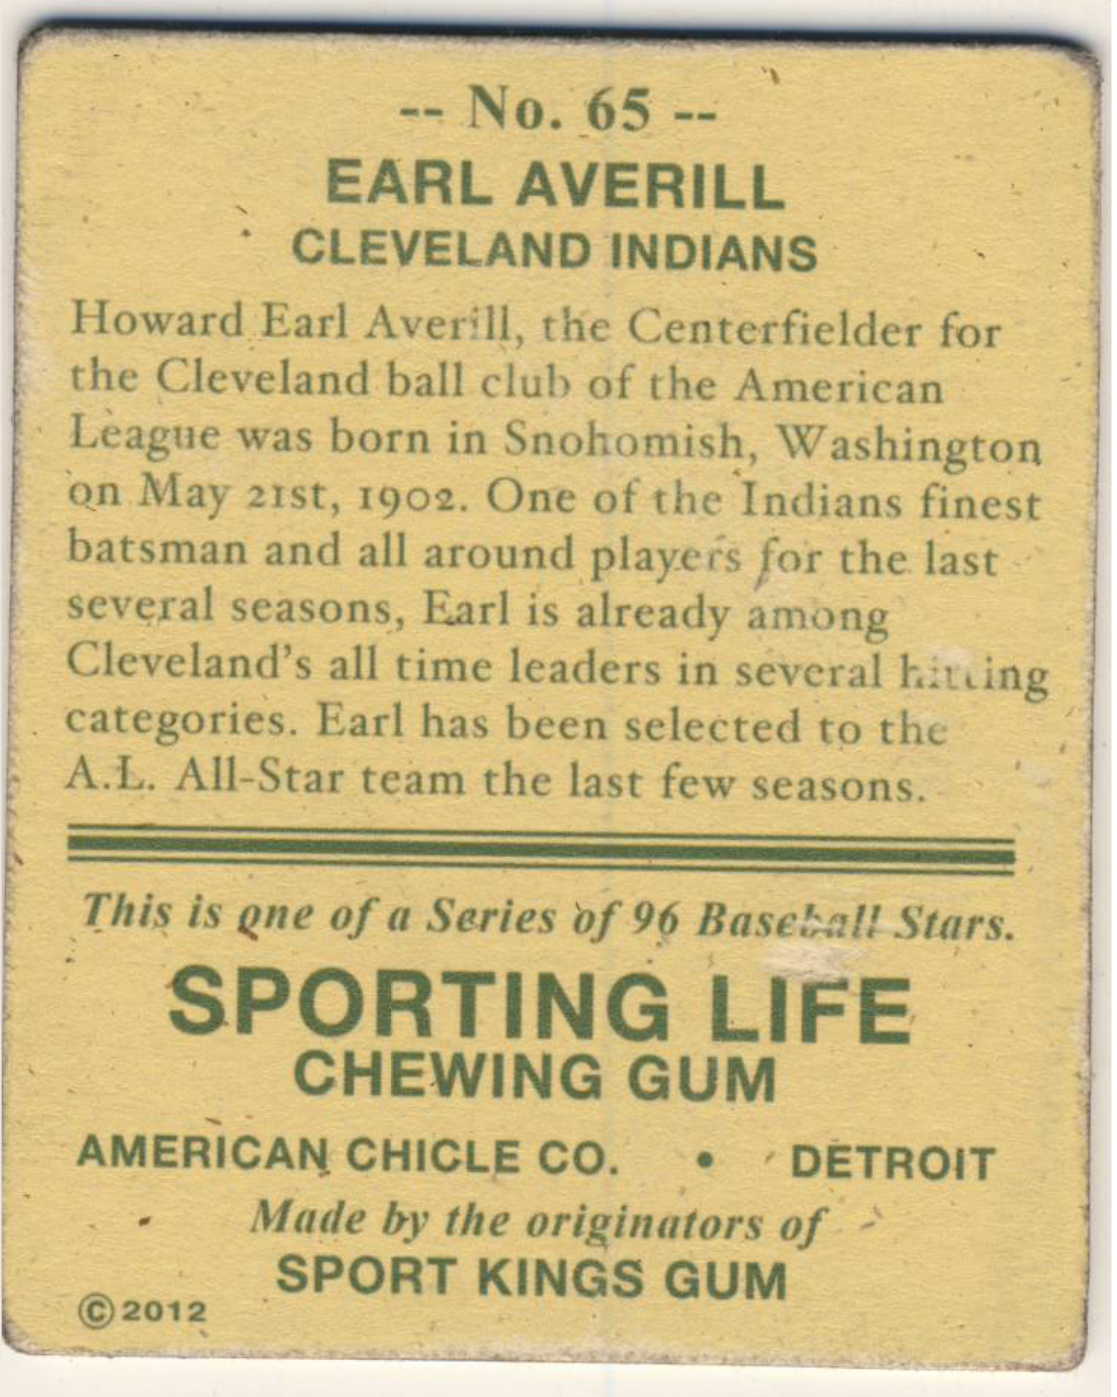 -- No. 65 --
EARL AVERILL
CLEVELAND INDIANS
Howard Earl Averill, the Centerfielder for
the Cleveland ball club of the American
League was born in Snohomish, Washington
on May 21st, 1902. One of the Indians finest
batsman and all around players for the last
several seasons, Earl is already among
Cleveland's all time leaders in several hitting
categories. Earl has been selected to the
A.L. All-Star team the last few seasons.
This is one of a Series of 96 Baseball Stars.
SPORTING LIFE
CHEWING GUM
AMERICAN CHICLE CO. • DETROIT
Made by the originators of
SPORT KINGS GUM
©2012